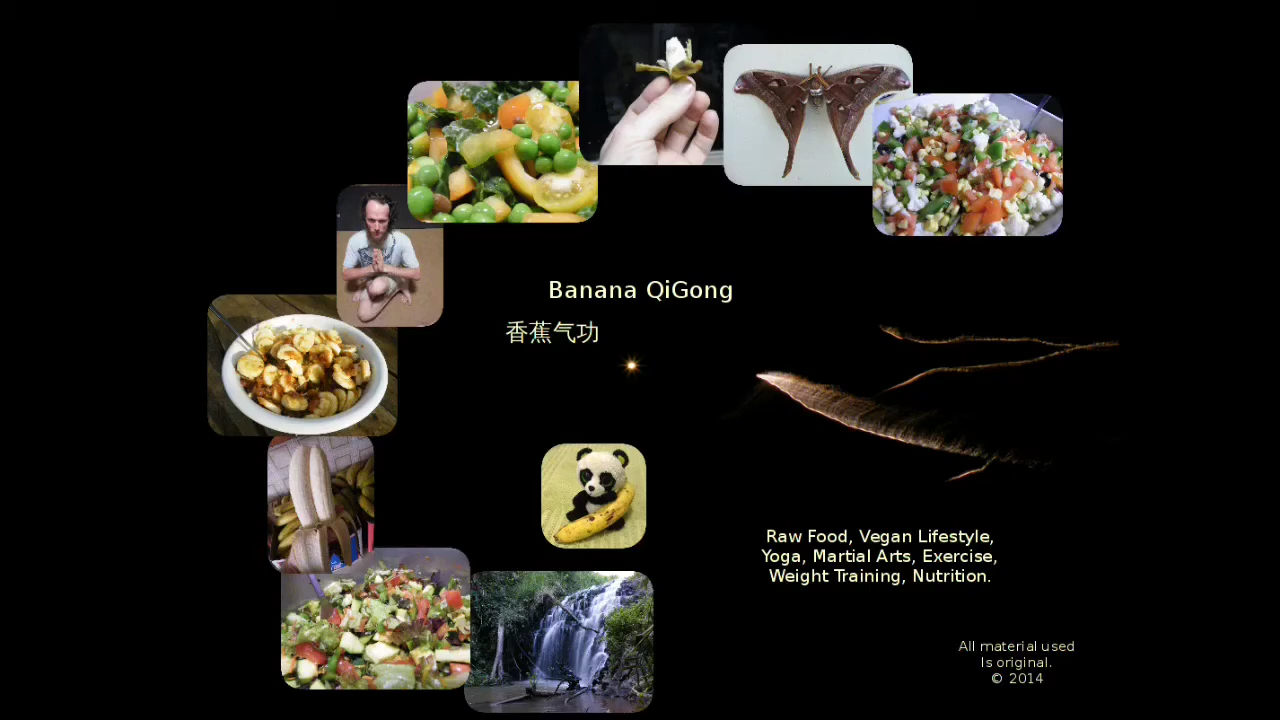 Banana QiGong
香蕉气功
Raw Food, Vegan Lifestyle,
Yoga, Martial Arts, Exercise,
Weight Training, Nutrition.
All material used
Is original.
© 2014